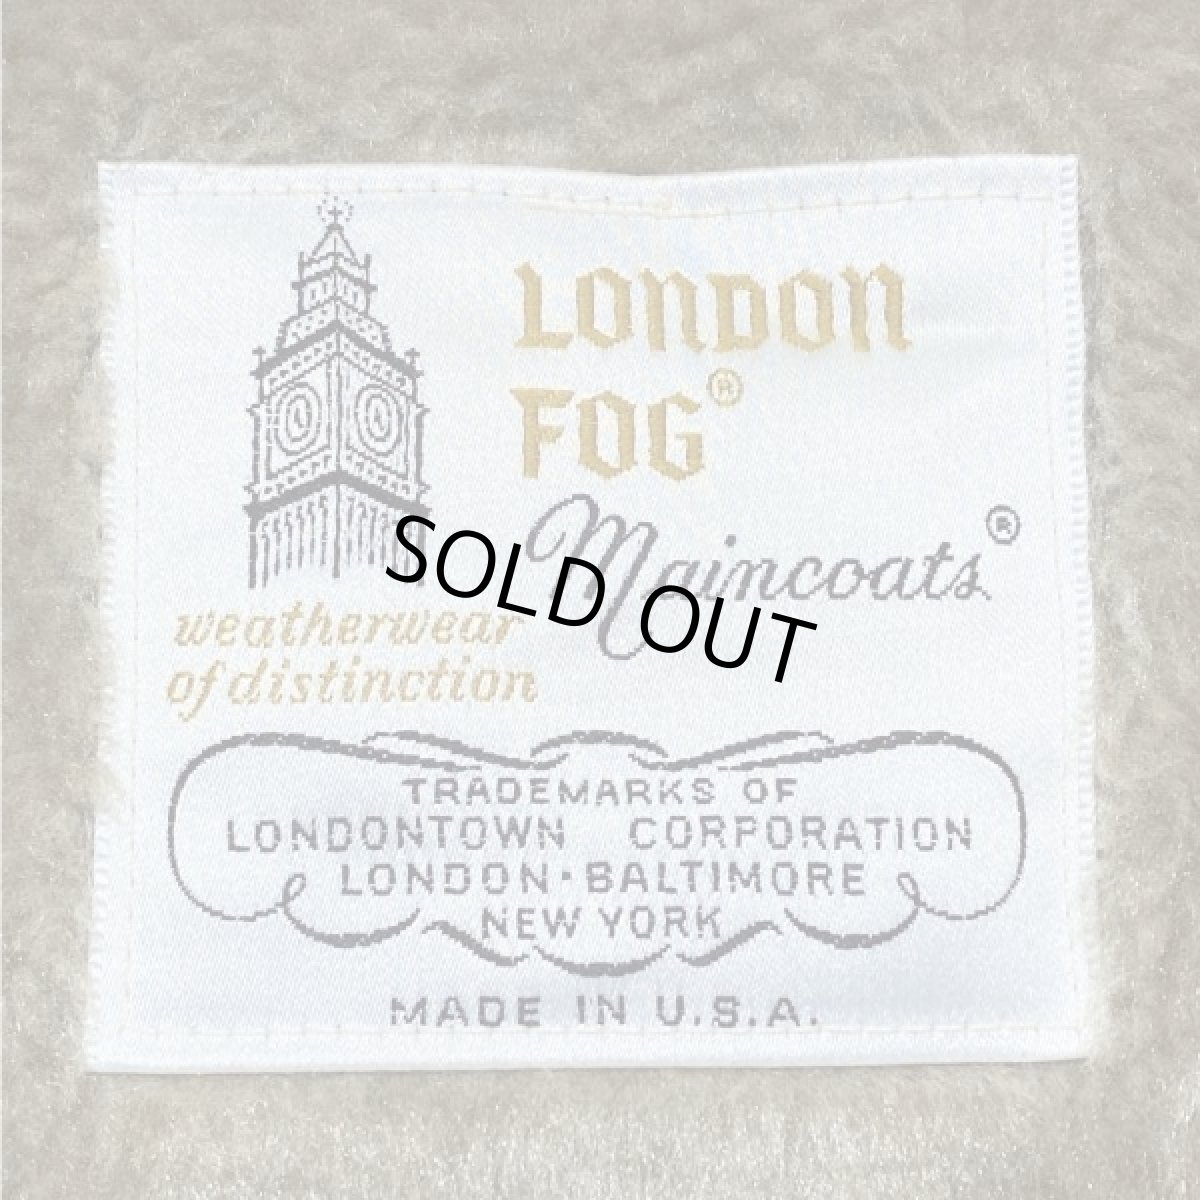 LONDON
FOG®
Maincoats®
SOLD OUT
weatherwear
of distinction
TRADEMARKS OF
LONDONTOWN CORPORATION
LONDON·BALTIMORE
NEW YORK
MADE IN U.S.A.